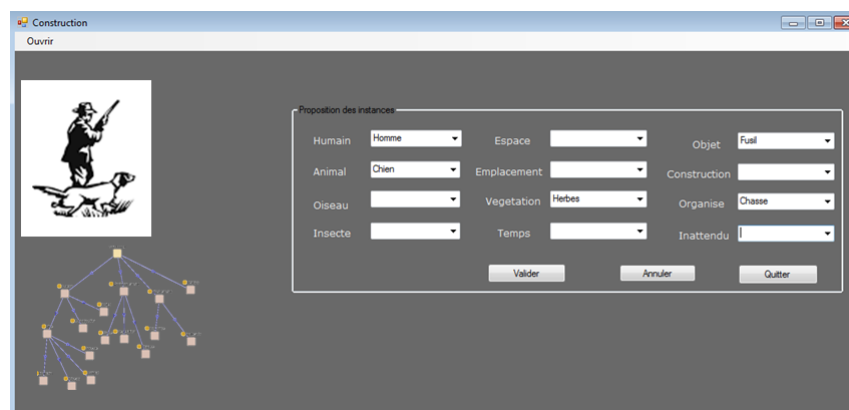 Construction
Ouvrir
Proposition des instances
Humain Homme Espace Objet Fusil
Animal Chien Emplacement Construction
Oiseau Vegetation Herbes Organise Chasse
Insecte Temps Inattendu
Valider Annuler Quitter